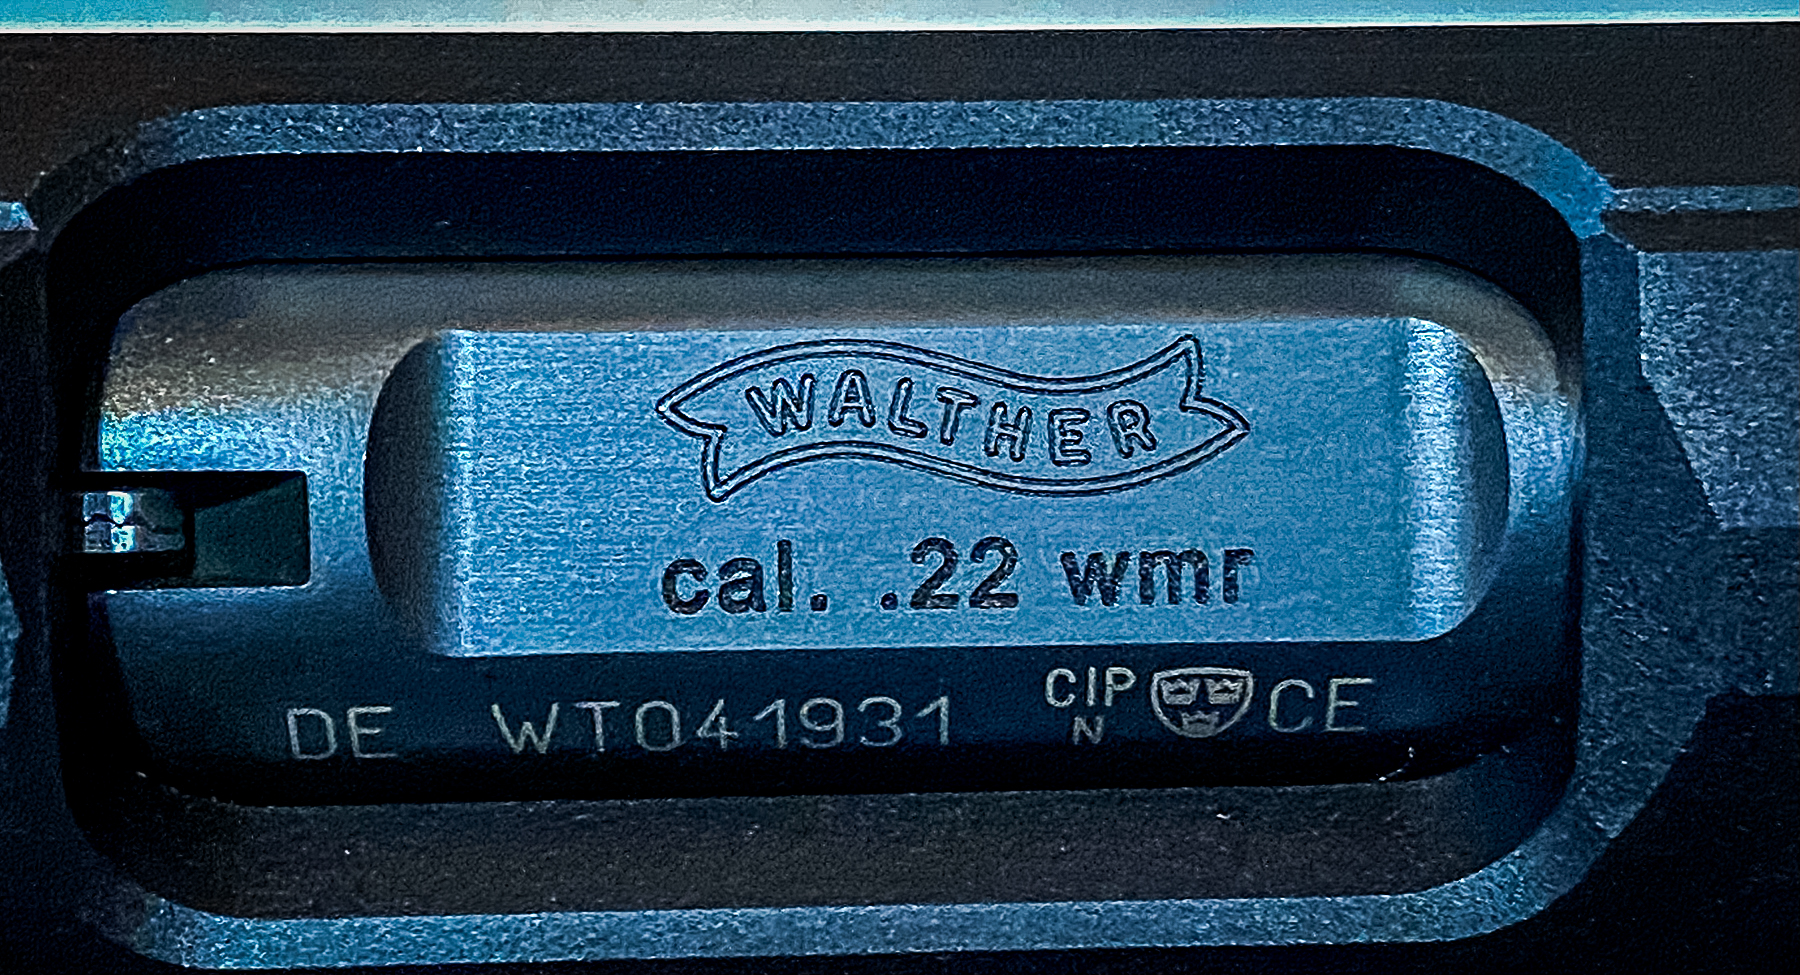 WALTHER
cal. .22 wmr
DE WT041931 CIP N CE